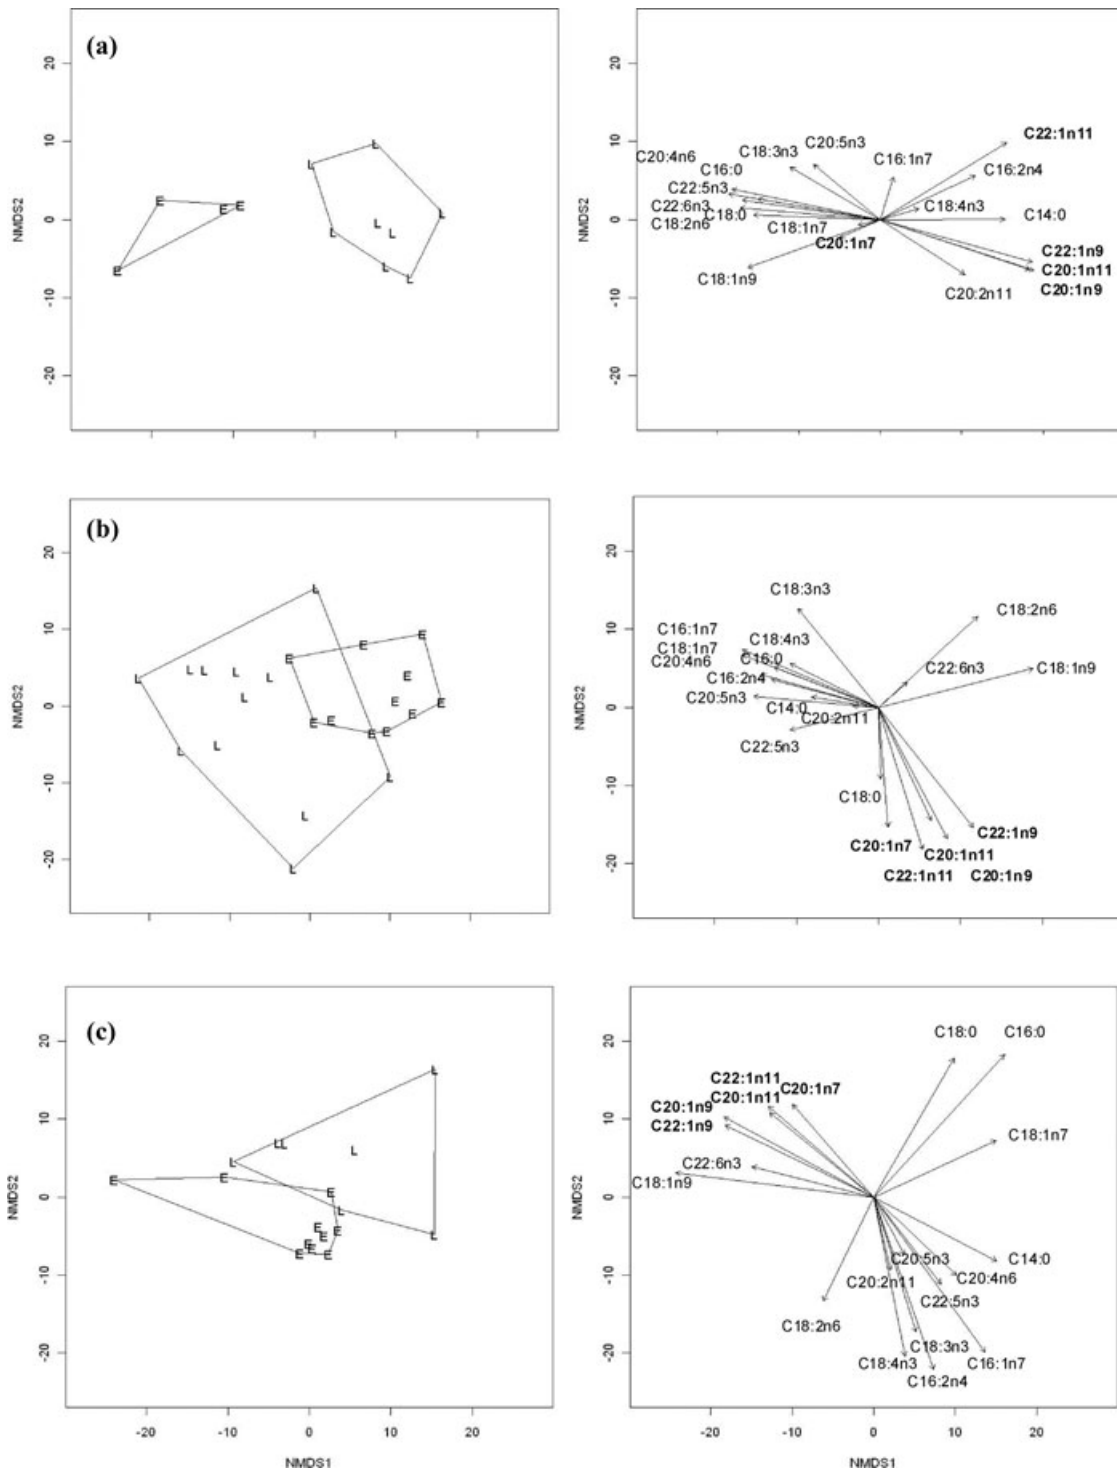 (a)
NMDS2
20
10
0
-10
-20
E
E
E
E
L
L
L
L
L
L
L
L
NMDS2
20
10
0
-10
-20
C22:1n11
C20:5n3
C18:3n3
C16:1n7
C20:4n6
C16:0
C16:2n4
C22:5n3
C22:6n3
C18:0
C18:4n3
C14:0
C18:2n6
C18:1n7
C20:1n7
C22:1n9
C18:1n9
C20:1n11
C20:2n11
C20:1n9
(b)
NMDS2
20
10
0
-10
-20
L
E
E
E
L L L L
L
E
E
L
E
E
E
E
E
E
L
L
L
L
L
NMDS2
20
10
0
-10
-20
C18:3n3
C18:2n6
C16:1n7
C18:4n3
C18:1n7
C16:0
C20:4n6
C22:6n3
C18:1n9
C16:2n4
C20:5n3
C14:0
C20:2n11
C22:5n3
C18:0
C22:1n9
C20:1n7
C20:1n11
C22:1n11
C20:1n9
(c)
NMDS2
20
10
0
-10
-20
L
L
L
L
L
E
E
E
L
E
E
E
L
E
E
E
E
-20
-10
0
10
20
NMDS1
NMDS2
20
10
0
-10
-20
C18:0
C16:0
C22:1n11
C20:1n7
C20:1n11
C20:1n9
C22:1n9
C18:1n7
C22:6n3
C18:1n9
C20:5n3
C14:0
C20:2n11
C20:4n6
C22:5n3
C18:2n6
C18:3n3
C18:4n3
C16:1n7
C16:2n4
-20
-10
0
10
20
NMDS1